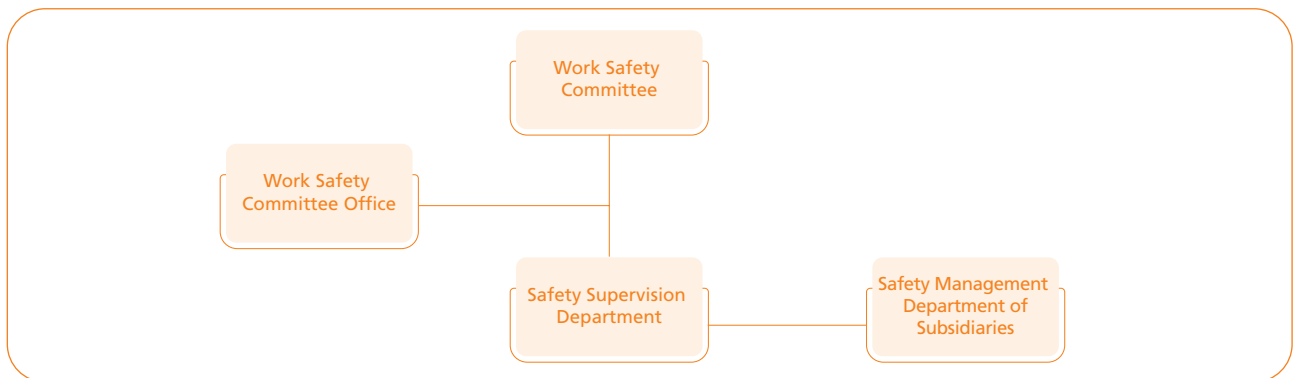 Work Safety
Committee
Work Safety
Committee Office
Safety Supervision
Department
Safety Management
Department of
Subsidiaries